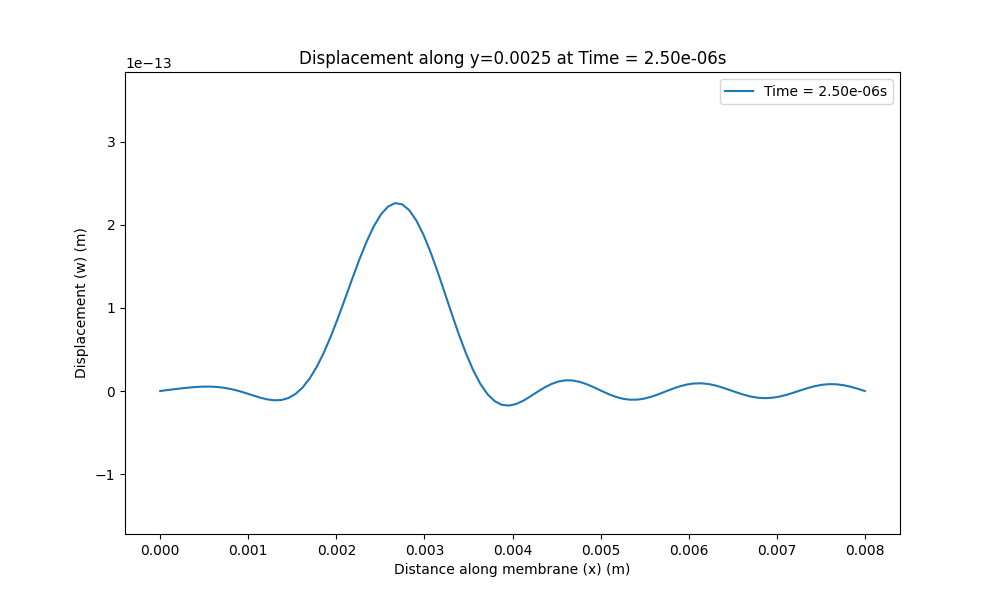 Displacement along y=0.0025 at Time = 2.50e-06s
1e−13
Time = 2.50e-06s
3
2
1
0
−1
Displacement (w) (m)
0.000 0.001 0.002 0.003 0.004 0.005 0.006 0.007 0.008
Distance along membrane (x) (m)